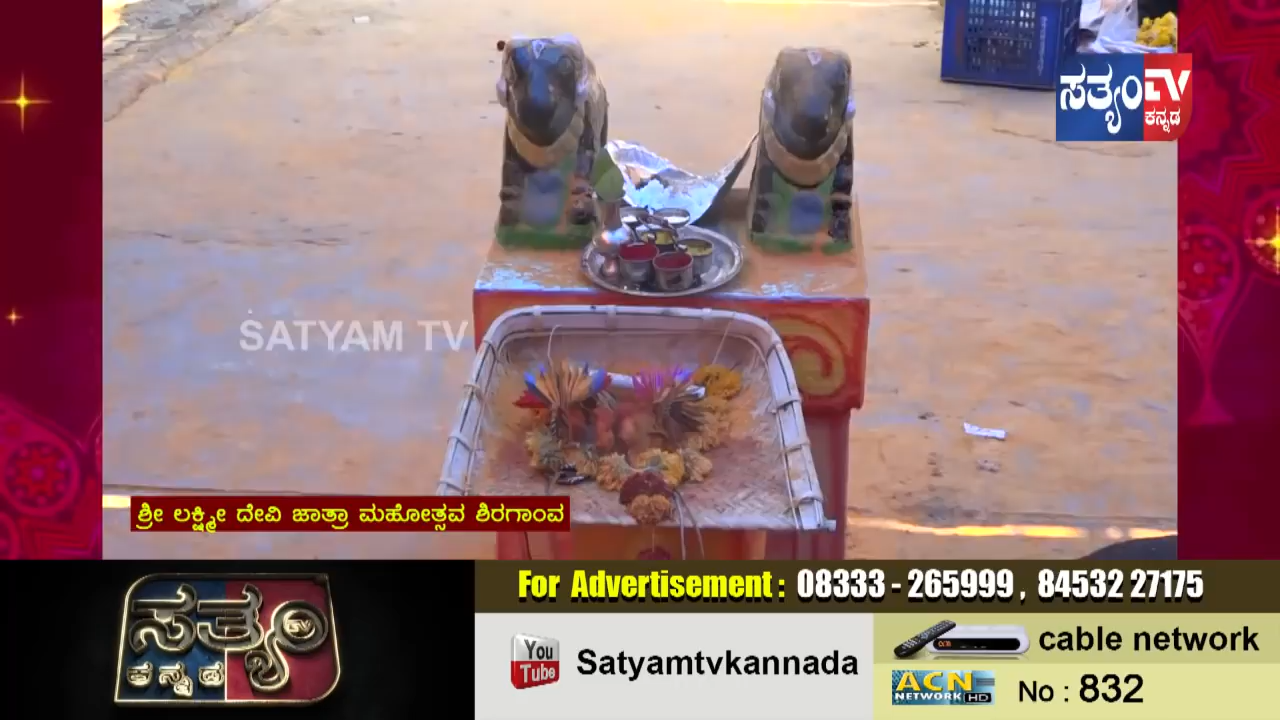 ಸತ್ಯಂ TV
ಕನ್ನಡ
SATYAM TV
ಶ್ರೀ ಲಕ್ಷ್ಮೀ ದೇವಿ ಜಾತ್ರಾ ಮಹೋತ್ಸವ ಶಿರಗಾಂವ
For Advertisement : 08333 - 265999 , 84532 27175
ಸತ್ಯಂ TV
ಕನ್ನಡ
You
Tube
Satyamtvkannada
cable network
ACN
NETWORK HD
No : 832